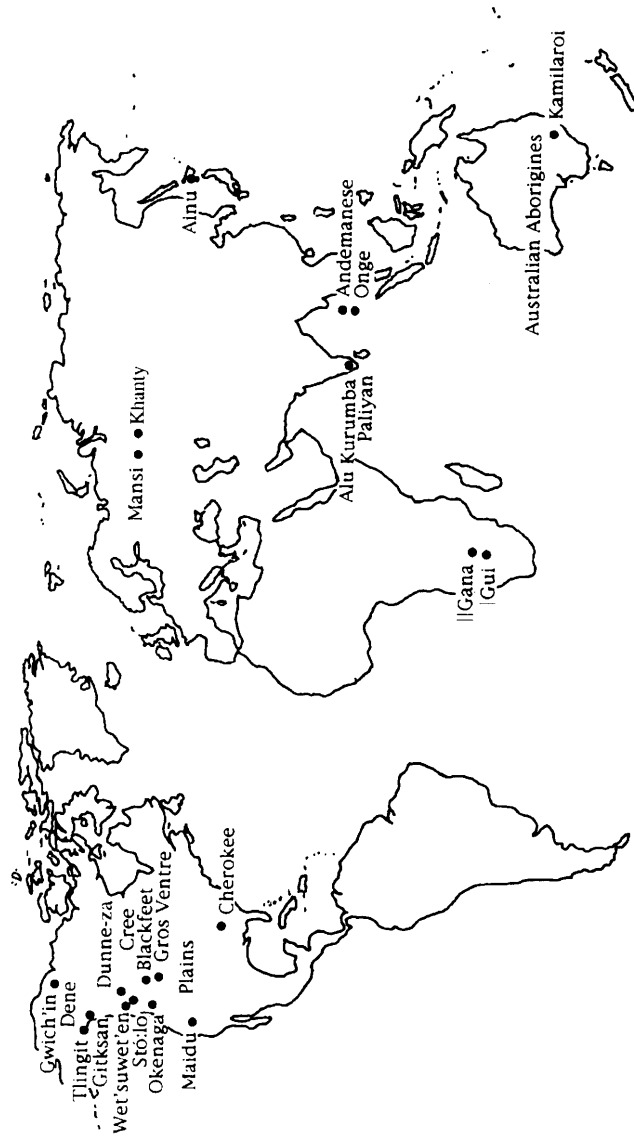 Gwich'in
Dene
Tlingit
Gitksan
Wet'suwet'en
Stó:lo
Okenaga
Dunne-za
Cree
Blackfeet
Gros Ventre
Plains
Maidu
Cherokee
Mansi
Khanty
Ainu
Andemanese
Onge
Alu Kurumba
Paliyan
||Gana
|Gui
Australian Aborigines
Kamilaroi